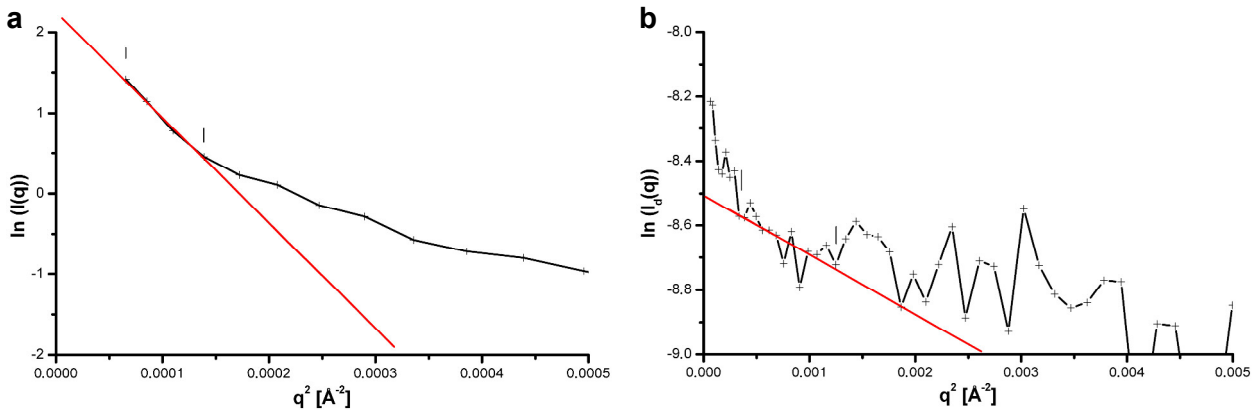 a
2
1
0
-1
-2
ln (I(q))
0.0000 0.0001 0.0002 0.0003 0.0004 0.0005
q² [Å⁻²]
b
-8.0
-8.2
-8.4
-8.6
-8.8
-9.0
ln (I_d(q))
0.000 0.001 0.002 0.003 0.004 0.005
q² [Å⁻²]